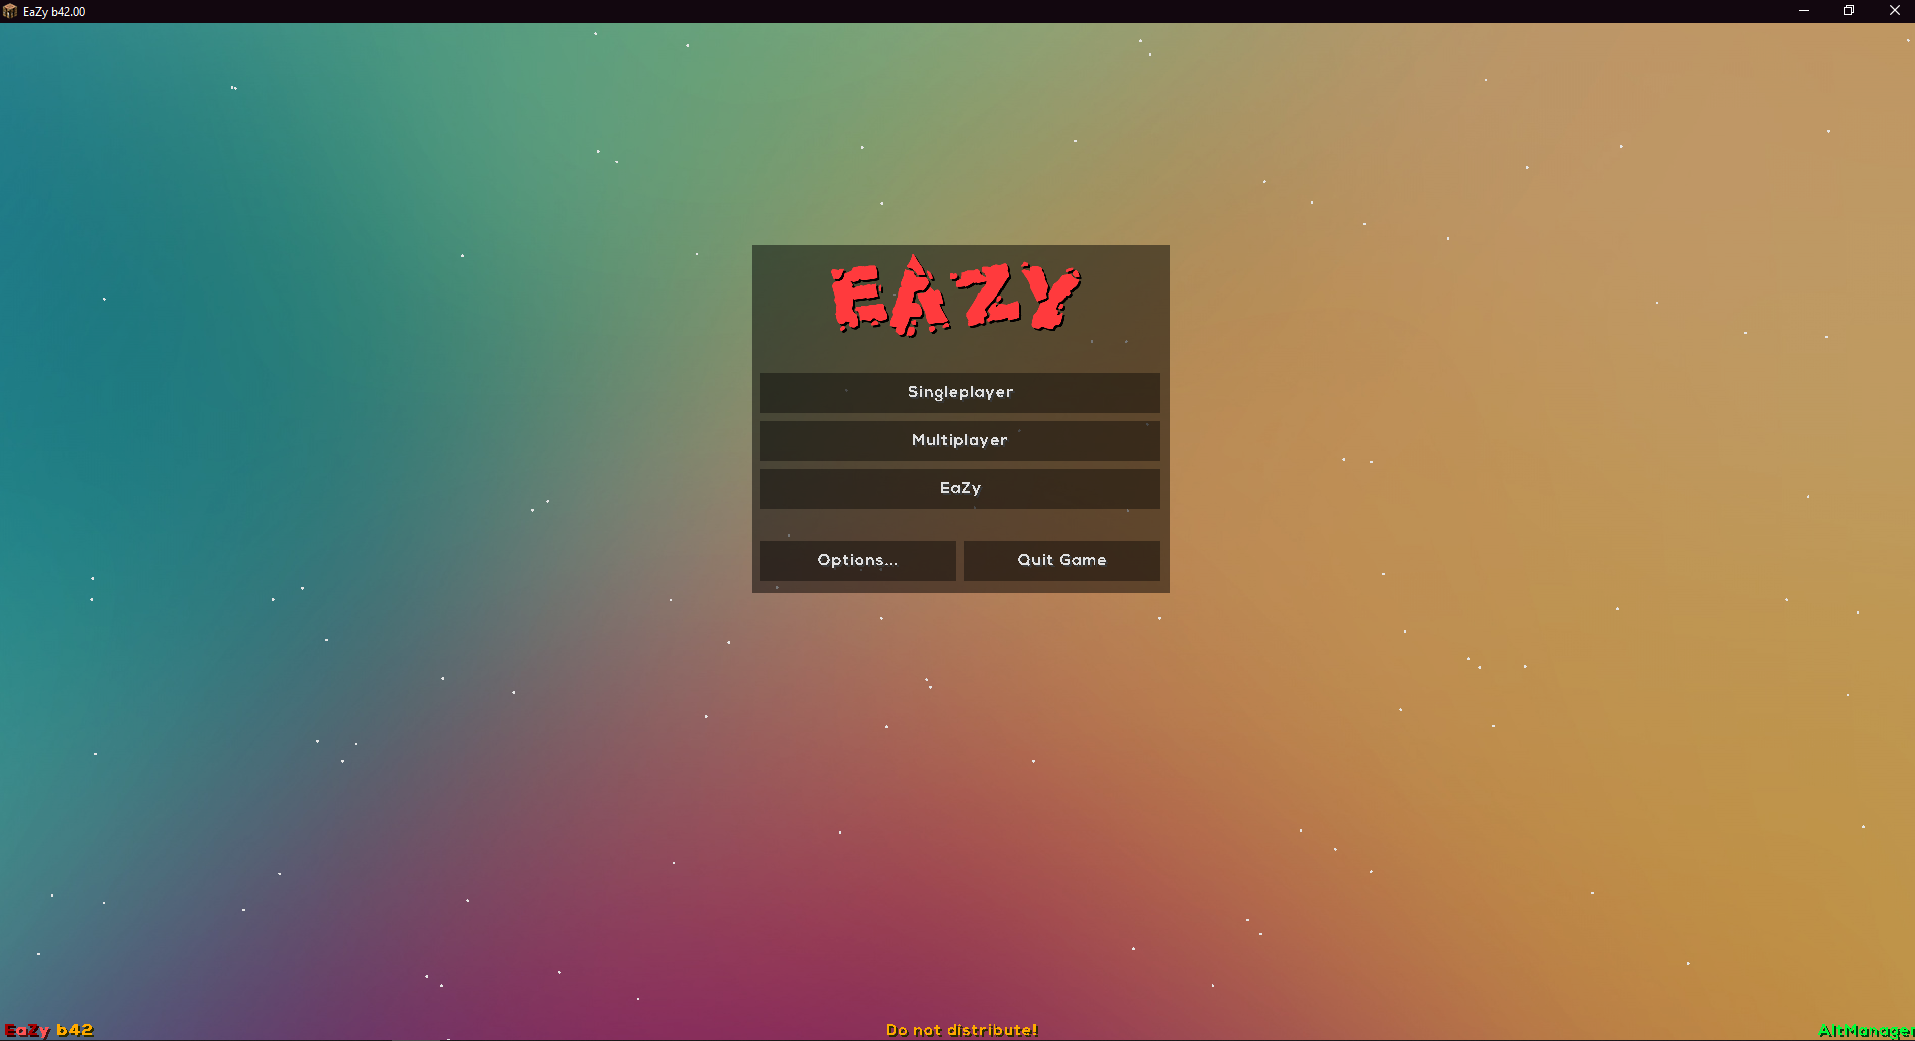 EaZy b42.00
EAZY
Singleplayer
Multiplayer
EaZy
Options...
Quit Game
EaZy b42
Do not distribute!
AltManager